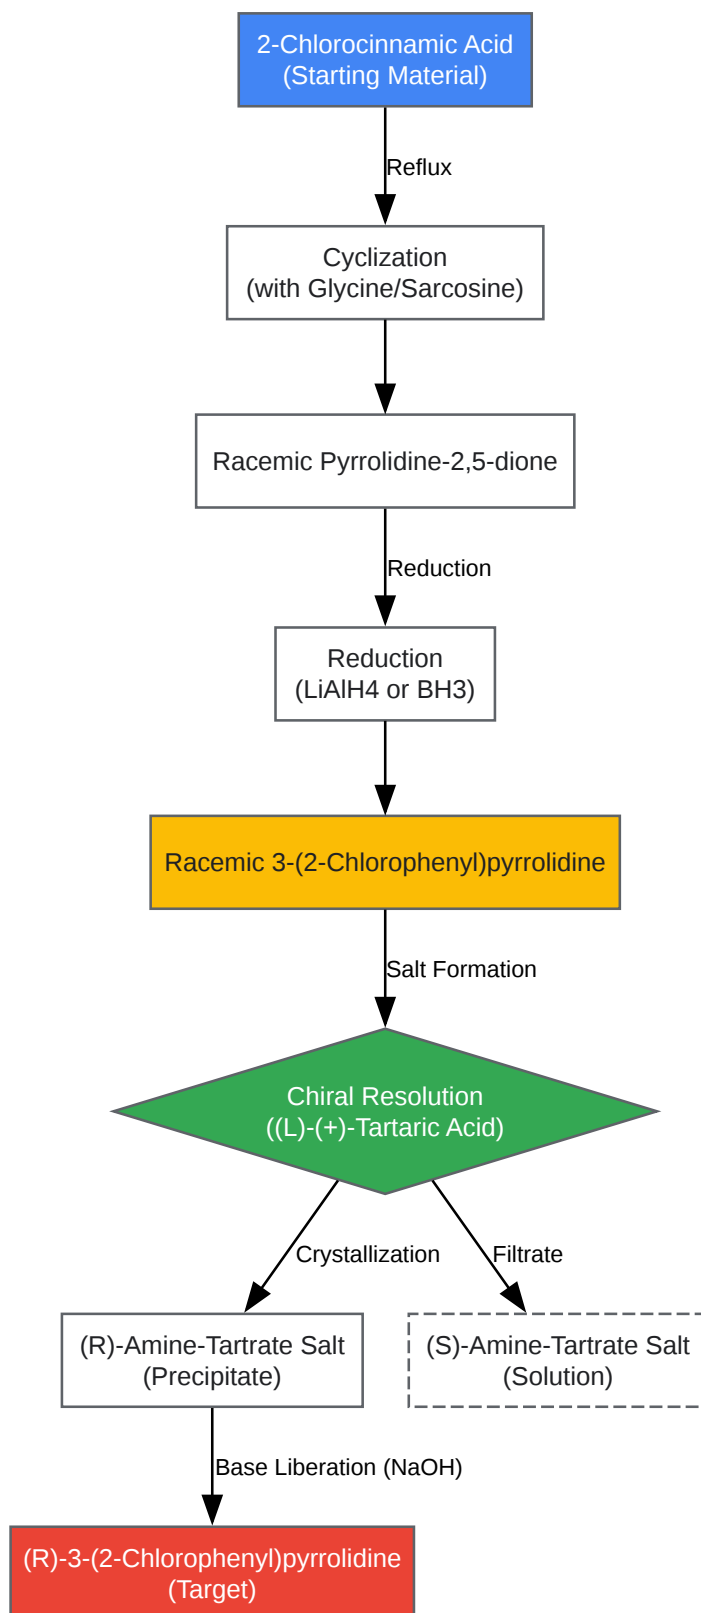 2-Chlorocinnamic Acid
(Starting Material)
Reflux
Cyclization
(with Glycine/Sarcosine)
Racemic Pyrrolidine-2,5-dione
Reduction
Reduction
(LiAlH4 or BH3)
Racemic 3-(2-Chlorophenyl)pyrrolidine
Salt Formation
Chiral Resolution
((L)-(+)-Tartaric Acid)
Crystallization
Filtrate
(R)-Amine-Tartrate Salt
(Precipitate)
(S)-Amine-Tartrate Salt
(Solution)
Base Liberation (NaOH)
(R)-3-(2-Chlorophenyl)pyrrolidine
(Target)